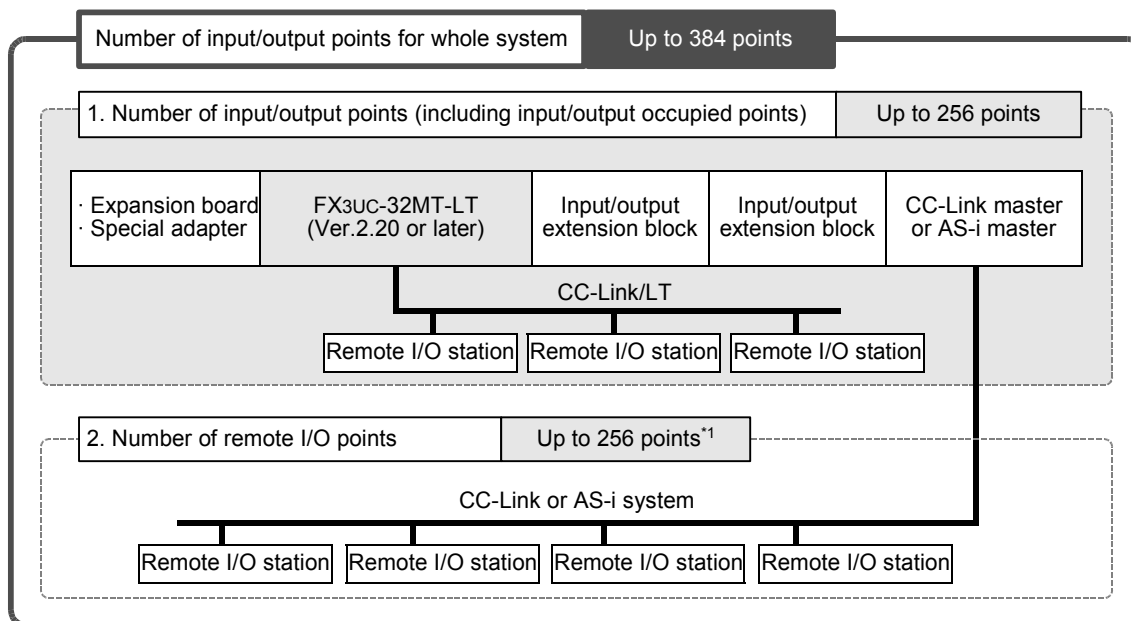 Number of input/output points for whole system Up to 384 points
1. Number of input/output points (including input/output occupied points) Up to 256 points
· Expansion board
· Special adapter
FX3UC-32MT-LT
(Ver.2.20 or later)
Input/output
extension block
Input/output
extension block
CC-Link master
or AS-i master
CC-Link/LT
Remote I/O station Remote I/O station Remote I/O station
2. Number of remote I/O points Up to 256 points*1
CC-Link or AS-i system
Remote I/O station Remote I/O station Remote I/O station Remote I/O station